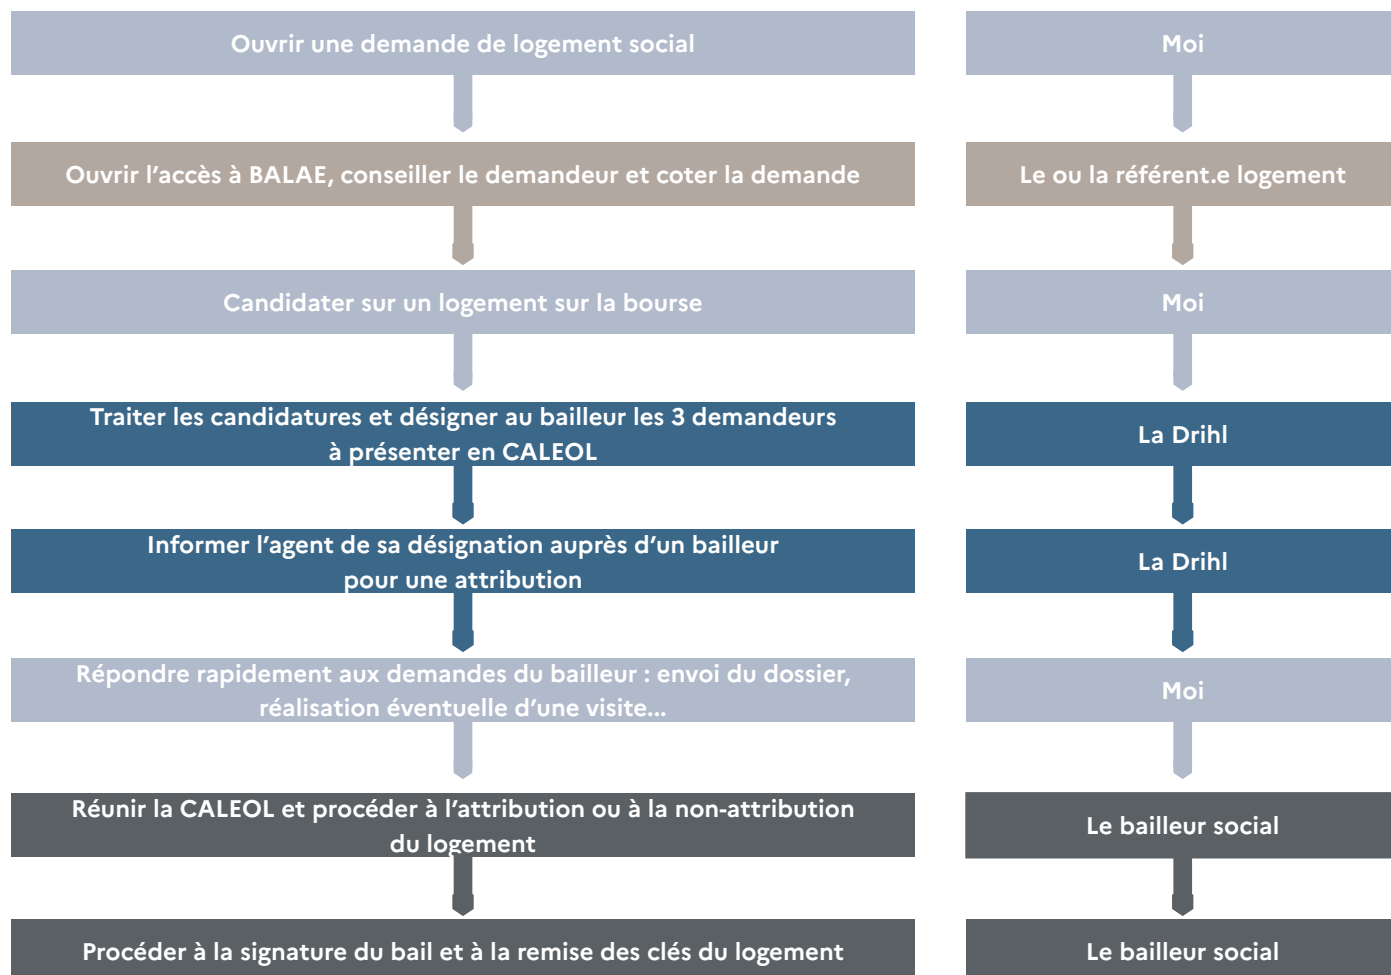 Ouvrir une demande de logement social
Moi
Ouvrir l'accès à BALAE, conseiller le demandeur et coter la demande
Le ou la référent.e logement
Candidater sur un logement sur la bourse
Moi
Traiter les candidatures et désigner au bailleur les 3 demandeurs
à présenter en CALEOL
La Drihl
Informer l'agent de sa désignation auprès d'un bailleur
pour une attribution
La Drihl
Répondre rapidement aux demandes du bailleur : envoi du dossier,
réalisation éventuelle d'une visite...
Moi
Réunir la CALEOL et procéder à l'attribution ou à la non-attribution
du logement
Le bailleur social
Procéder à la signature du bail et à la remise des clés du logement
Le bailleur social